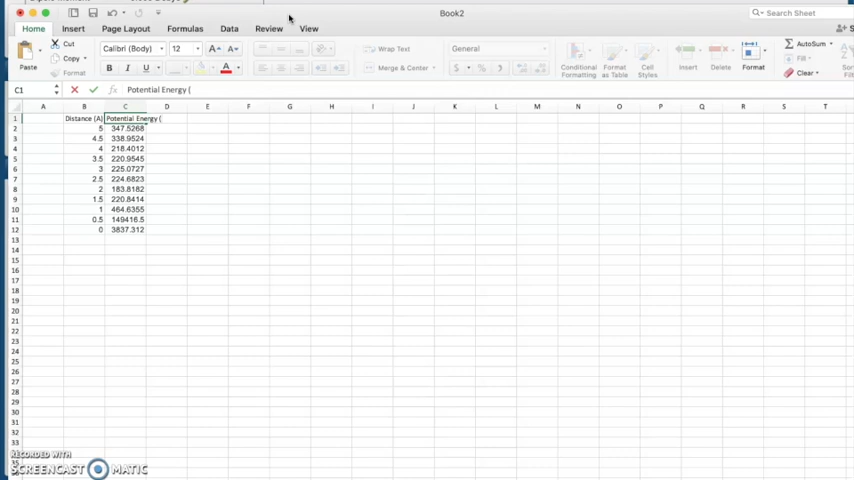 Book2
Search Sheet
Home Insert Page Layout Formulas Data Review View
Cut
Copy
Format
Paste
Calibri (Body) 12
B I U
Wrap Text
Merge & Center
General
Conditional Formatting
Format as Table
Cell Styles
Insert
Delete
Format
AutoSum
Fill
Clear
C1 fx Potential Energy (
A B C D E F G H I J K L M N O P Q R S T
1 Distance (A) Potential Energy (
2 5 347.5268
3 4.5 338.9524
4 4 218.4012
5 3.5 220.9545
6 3 225.0727
7 2.5 224.6823
8 2 183.8182
9 1.5 220.8414
10 1 464.6355
11 0.5 149416.5
12 0 3837.312
13
14
15
16
17
18
19
20
21
22
23
24
25
26
27
28
29
30
31
32
33
RECORDED WITH
SCREENCAST MATIC